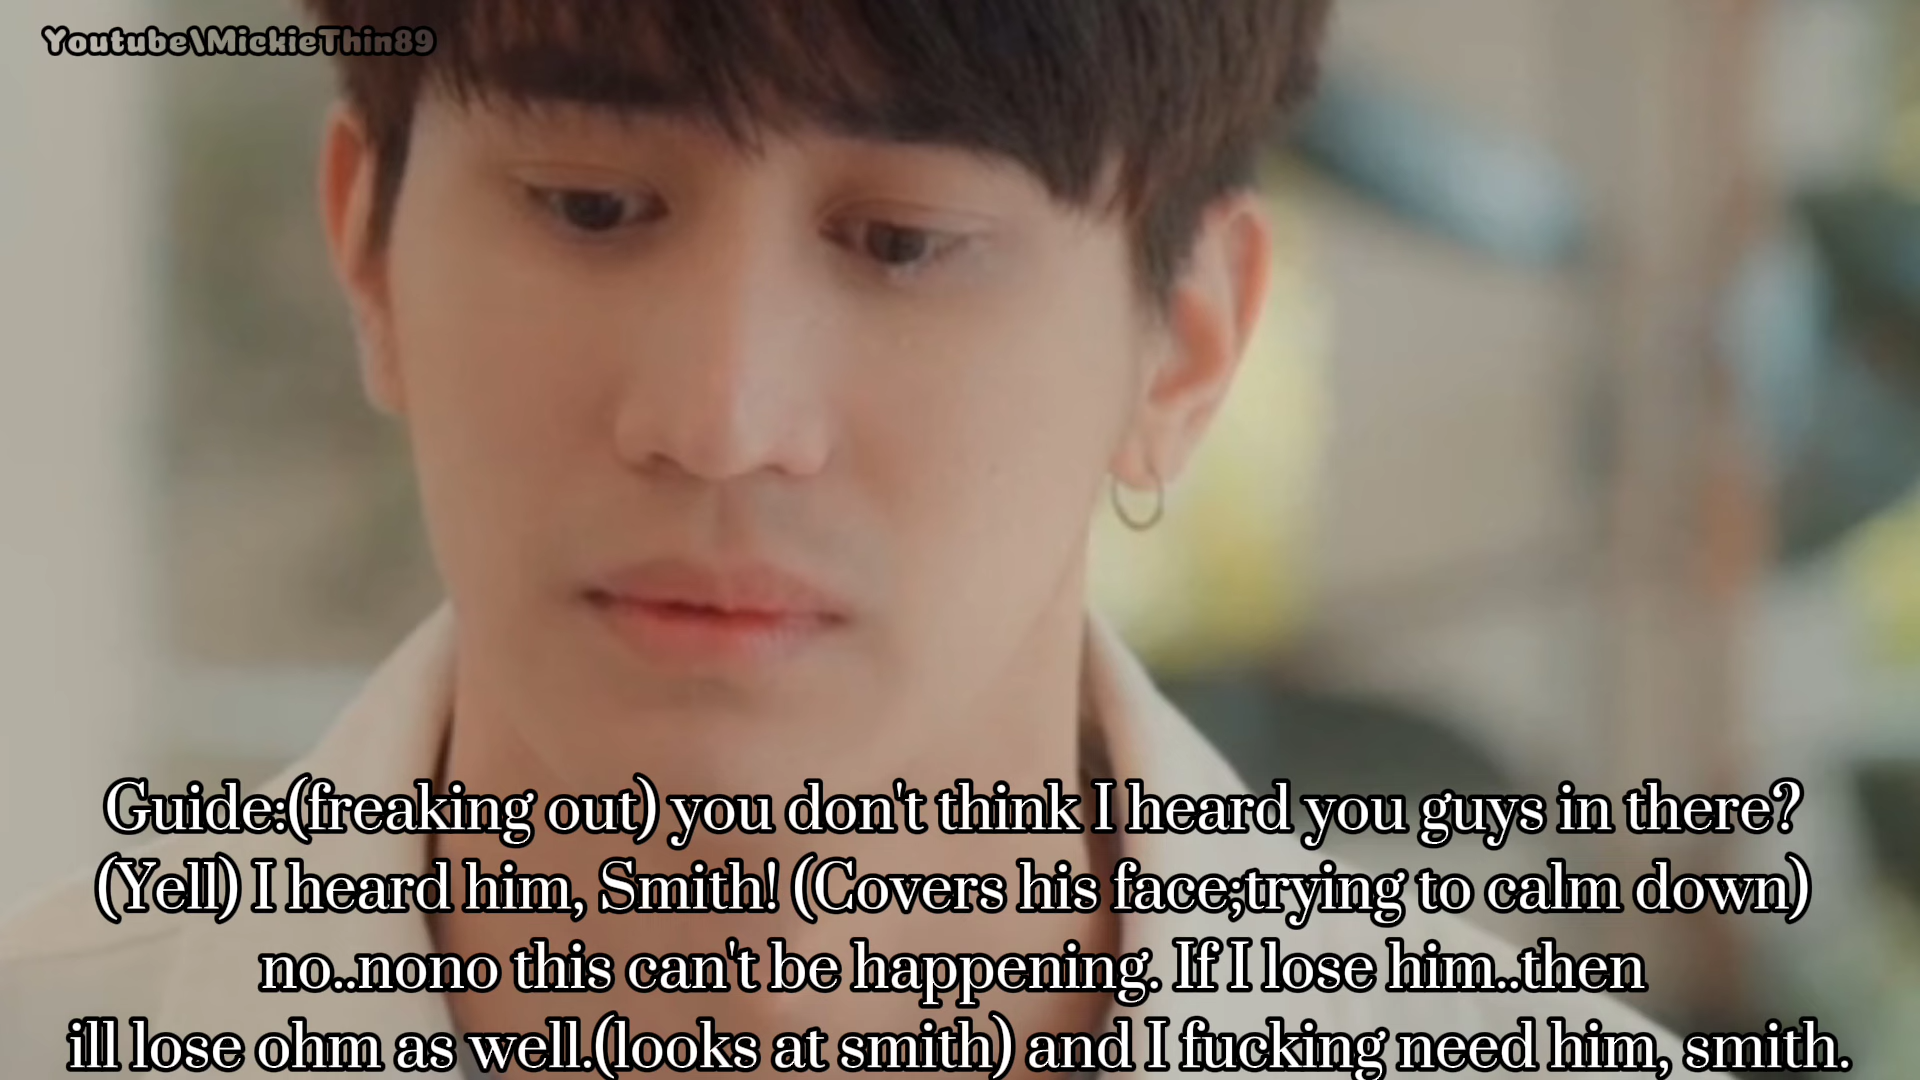 Youtube\MickieThin89
Guide:(freaking out) you don't think I heard you guys in there?
(Yell) I heard him, Smith! (Covers his face;trying to calm down)
no..nono this can't be happening. If I lose him..then
ill lose ohm as well.(looks at smith) and I fucking need him, smith.